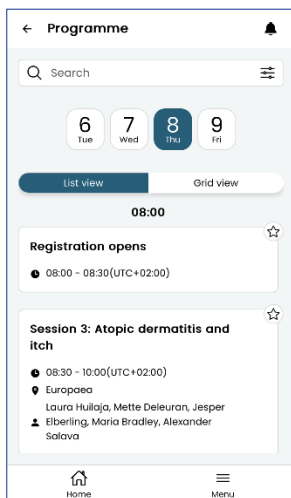 Programme
Search
6 7 8 9
Tue Wed Thu Fri
List view Grid view
08:00
Registration opens
08:00 - 08:30(UTC+02:00)
Session 3: Atopic dermatitis and
itch
08:30 - 10:00(UTC+02:00)
Europaea
Laura Huilaja, Mette Deleuran, Jesper
Elberling, Maria Bradley, Alexander
Salava
Home Menu